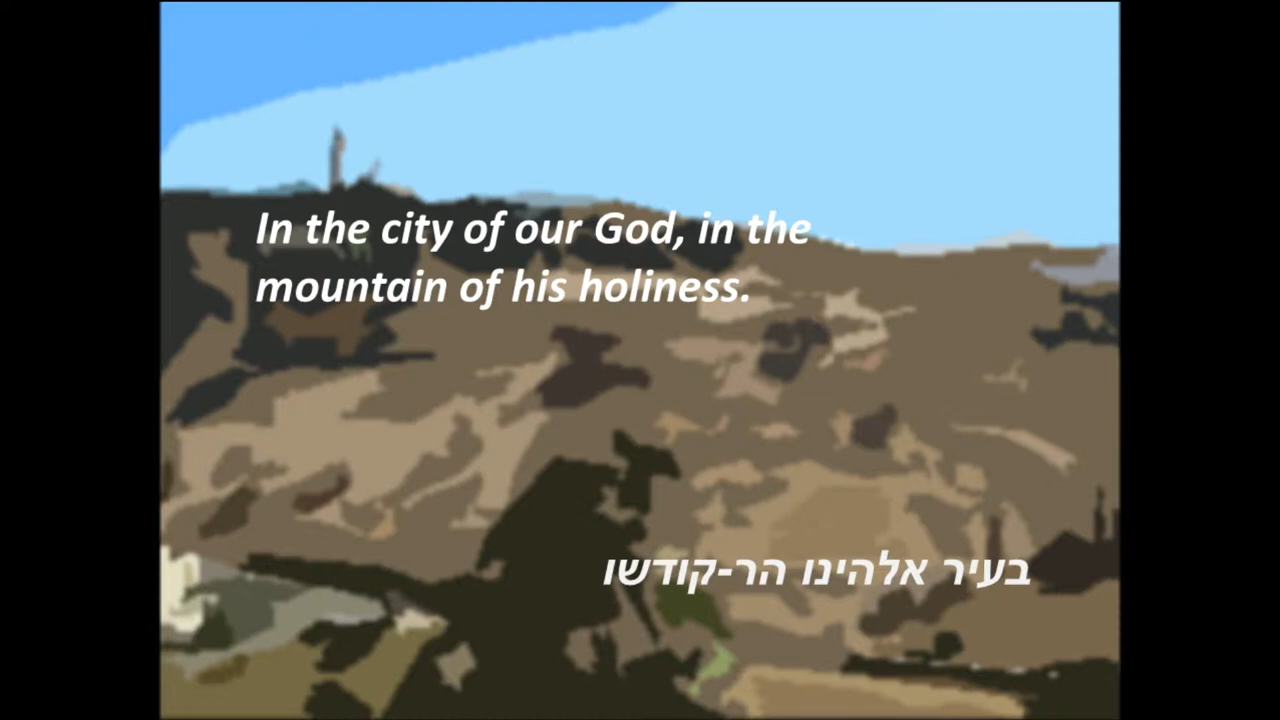 In the city of our God, in the
mountain of his holiness.
בעיר אלהינו הר-קודשו